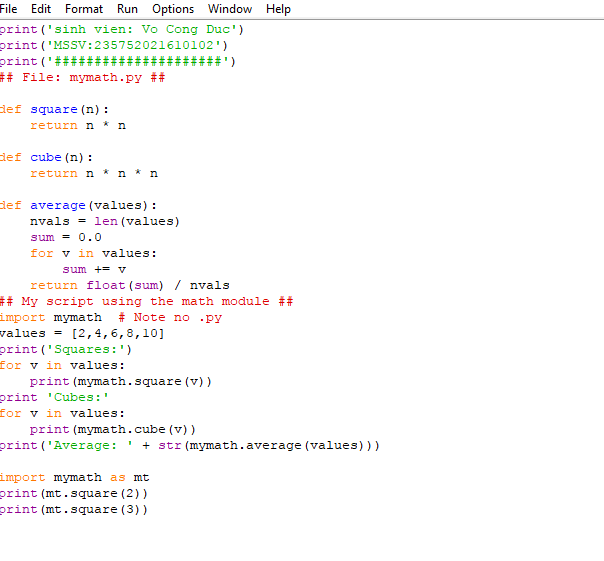 File Edit Format Run Options Window Help
print('sinh vien: Vo Cong Duc')
print('MSSV:235752021610102')
print('#####################')
## File: mymath.py ##
def square(n):
    return n * n
def cube(n):
    return n * n * n
def average(values):
    nvals = len(values)
    sum = 0.0
    for v in values:
        sum += v
    return float(sum) / nvals
## My script using the math module ##
import mymath  # Note no .py
values = [2,4,6,8,10]
print('Squares:')
for v in values:
    print(mymath.square(v))
print 'Cubes:'
for v in values:
    print(mymath.cube(v))
print('Average: ' + str(mymath.average(values)))
import mymath as mt
print(mt.square(2))
print(mt.square(3))